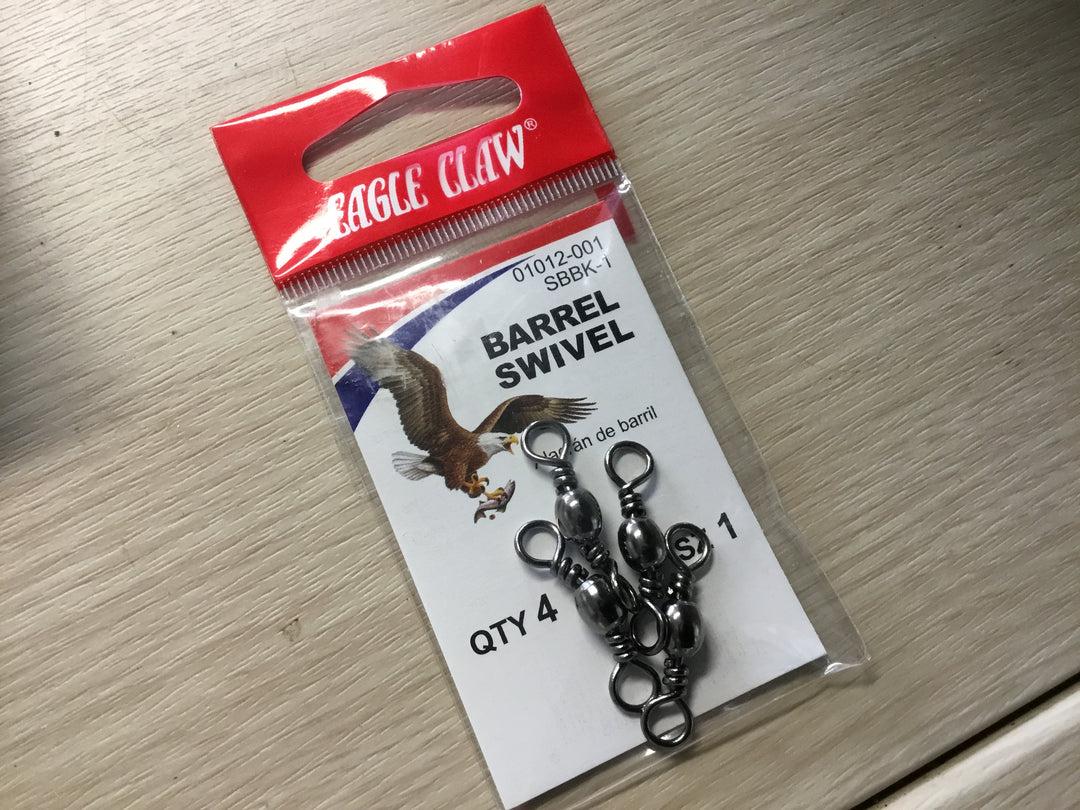 EAGLE CLAW®
01012-001
SBBK-1
BARREL
SWIVEL
de barril
QTY 4
1